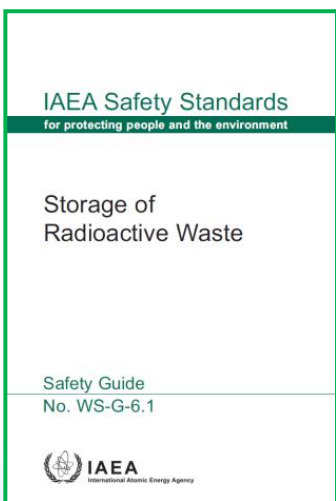 IAEA Safety Standards
for protecting people and the environment
Storage of
Radioactive Waste
Safety Guide
No. WS-G-6.1
IAEA
International Atomic Energy Agency